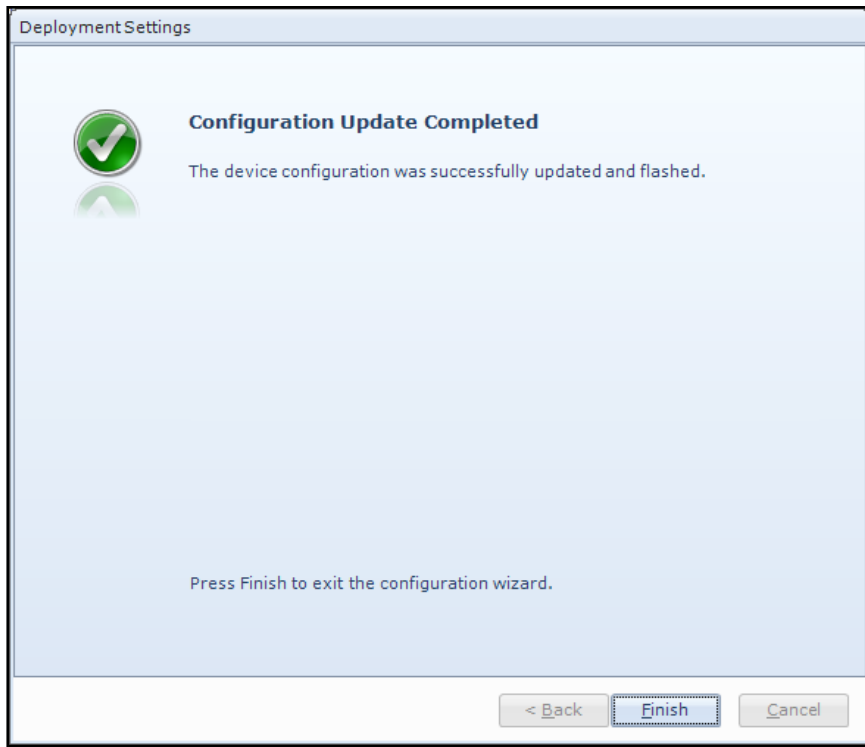 Deployment Settings
Configuration Update Completed
The device configuration was successfully updated and flashed.
Press Finish to exit the configuration wizard.
< Back
Finish
Cancel